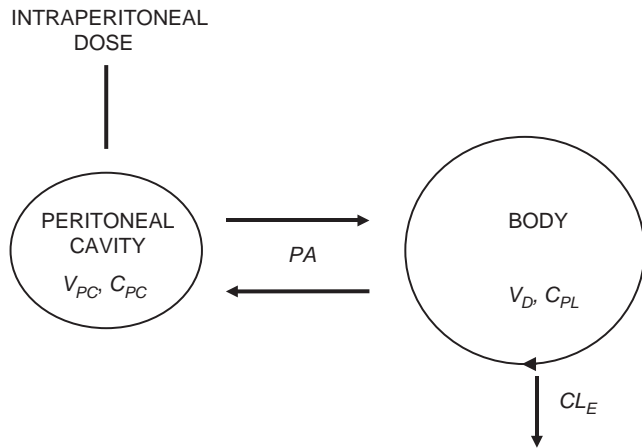 INTRAPERITONEAL
DOSE
PERITONEAL
CAVITY
V_PC, C_PC
PA
BODY
V_D, C_PL
CL_E